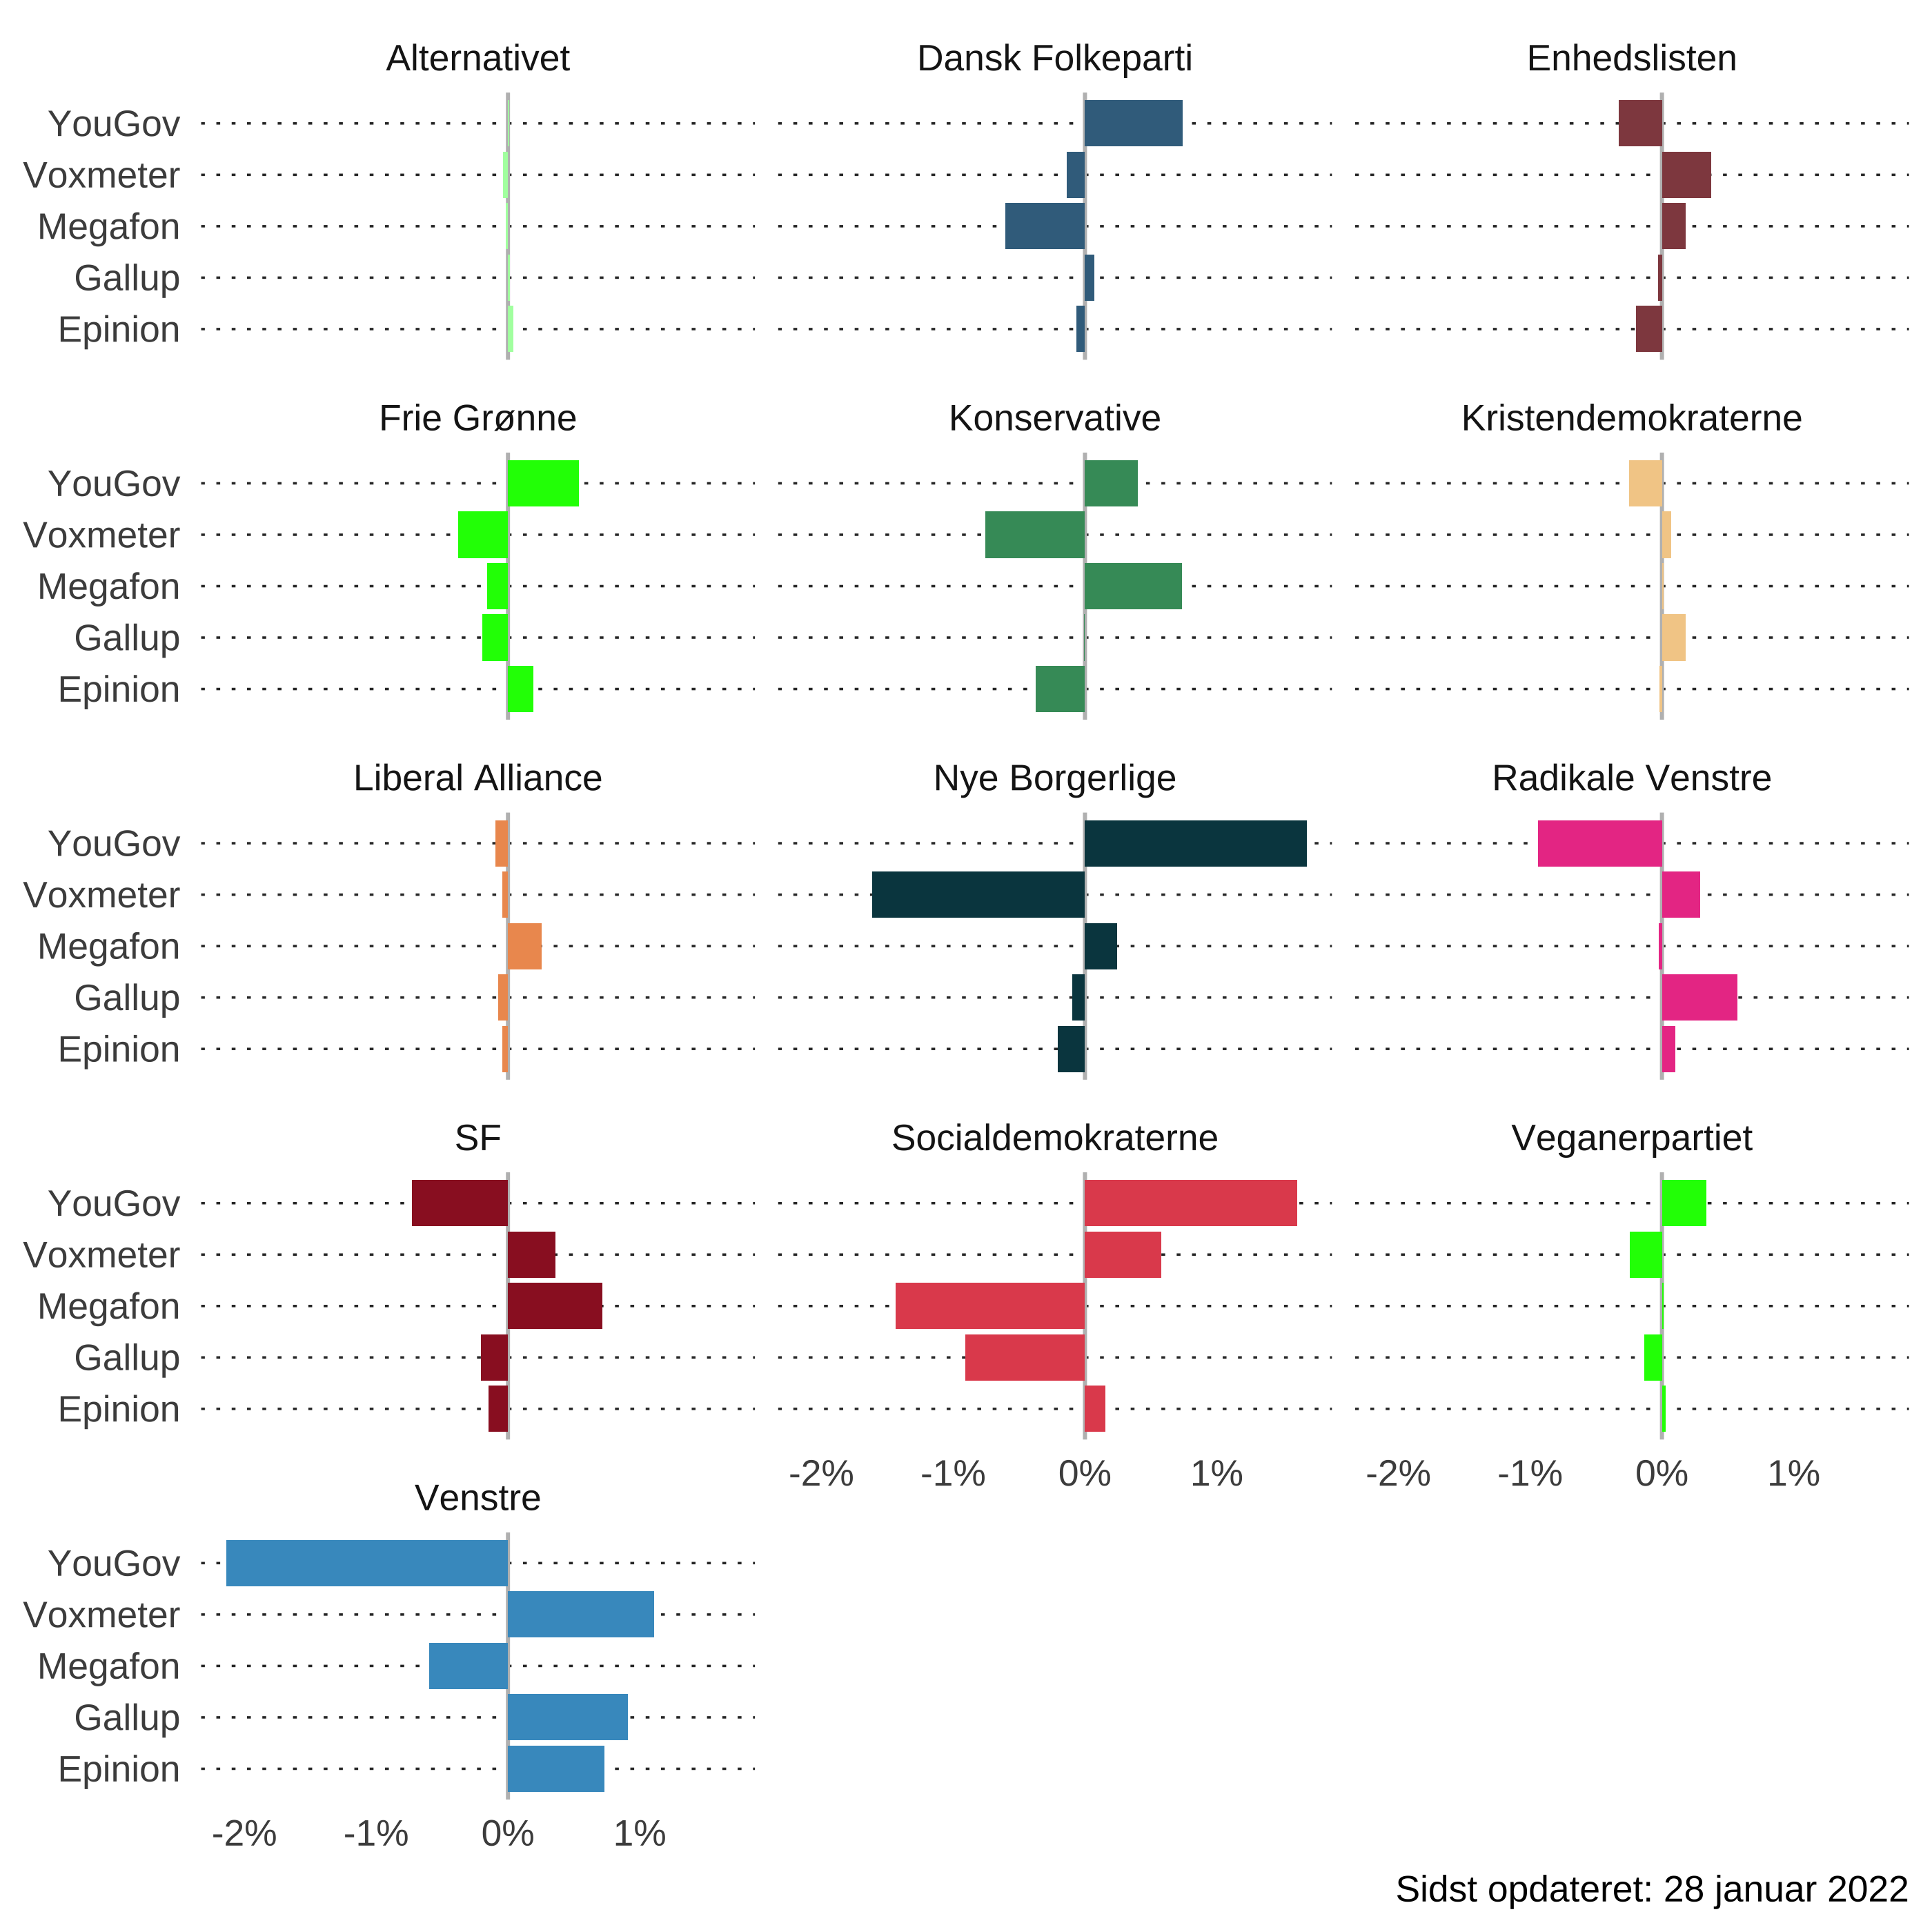 Alternativet Dansk Folkeparti Enhedslisten
YouGov
Voxmeter
Megafon
Gallup
Epinion
Frie Grønne Konservative Kristendemokraterne
YouGov
Voxmeter
Megafon
Gallup
Epinion
Liberal Alliance Nye Borgerlige Radikale Venstre
YouGov
Voxmeter
Megafon
Gallup
Epinion
SF Socialdemokraterne Veganerpartiet
YouGov
Voxmeter
Megafon
Gallup
Epinion
-2% -1% 0% 1% -2% -1% 0% 1%
Venstre
YouGov
Voxmeter
Megafon
Gallup
Epinion
-2% -1% 0% 1%
Sidst opdateret: 28 januar 2022